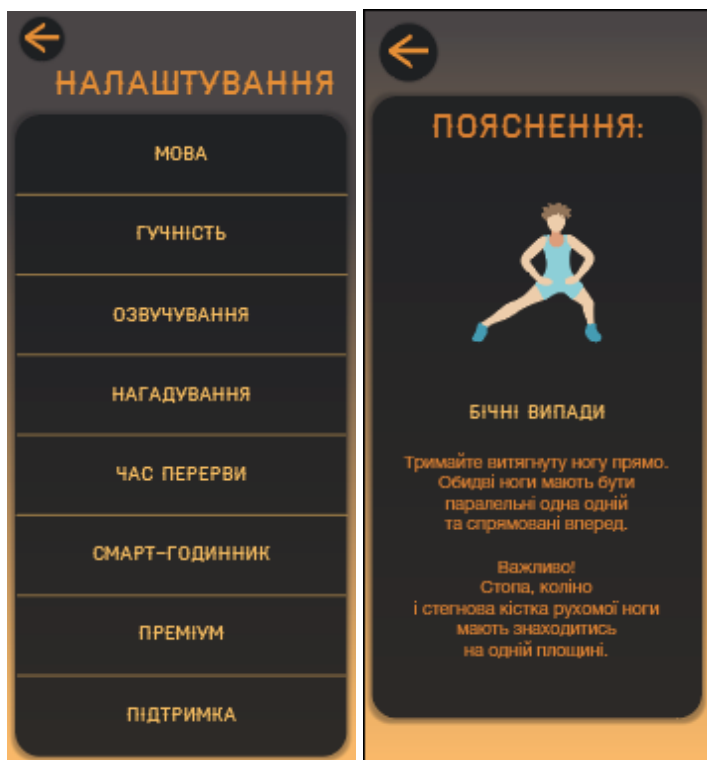 НАЛАШТУВАННЯ
МОВА
ГУЧНІСТЬ
ОЗВУЧУВАННЯ
НАГАДУВАННЯ
ЧАС ПЕРЕРВИ
СМАРТ-ГОДИННИК
ПРЕМІУМ
ПІДТРИМКА
ПОЯСНЕННЯ:
БІЧНІ ВИПАДИ
Тримайте витягнуту ногу прямо.
Обидві ноги мають бути
паралельні одна одній
та спрямовані вперед.
Важливо!
Стопа, коліно
і стегнова кістка рухомої ноги
мають знаходитись
на одній площині.